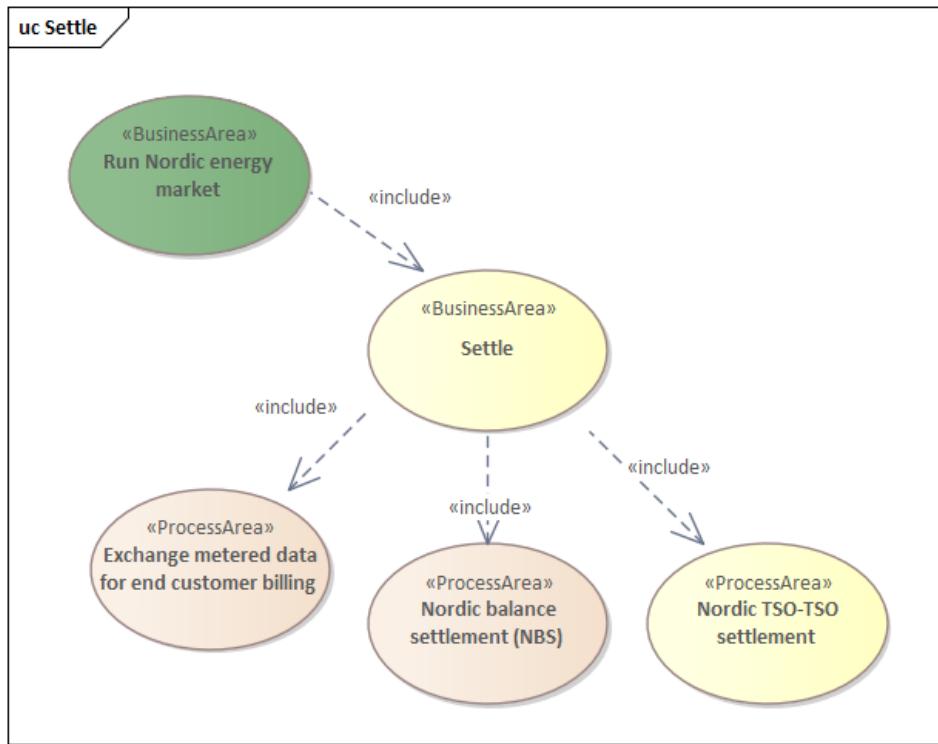 uc Settle
«BusinessArea»
Run Nordic energy
market
«include»
«BusinessArea»
Settle
«include»
«include»
«include»
«ProcessArea»
Exchange metered data
for end customer billing
«ProcessArea»
Nordic balance
settlement (NBS)
«ProcessArea»
Nordic TSO-TSO
settlement